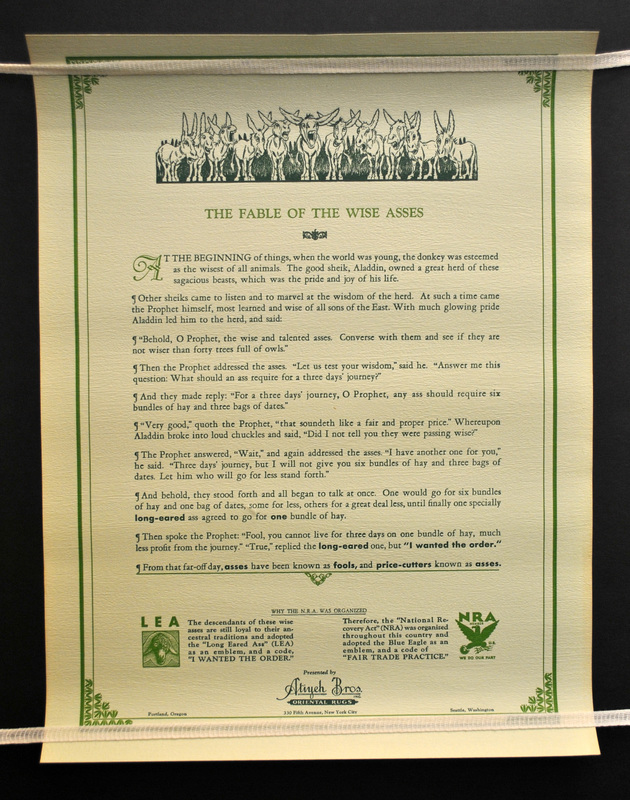 THE FABLE OF THE WISE ASSES
AT THE BEGINNING of things, when the world was young, the donkey was esteemed
as the wisest of all animals. The good sheik, Aladdin, owned a great herd of these
sagacious beasts, which was the pride and joy of his life.
¶ Other sheiks came to listen and to marvel at the wisdom of the herd. At such a time came
the Prophet himself, most learned and wise of all sons of the East. With much glowing pride
Aladdin led him to the herd, and said:
¶ "Behold, O Prophet, the wise and talented asses. Converse with them and see if they are
not wiser than forty trees full of owls."
¶ Then the Prophet addressed the asses. "Let us test your wisdom," said he. "Answer me this
question: What should an ass require for a three days' journey?"
¶ And they made reply: "For a three days' journey, O Prophet, any ass should require six
bundles of hay and three bags of dates."
¶ "Very good," quoth the Prophet, "that soundeth like a fair and proper price." Whereupon
Aladdin broke into loud chuckles and said, "Did I not tell you they were passing wise?"
¶ The Prophet answered, "Wait," and again addressed the asses. "I have another one for you,"
he said. "Three days' journey, but I will not give you six bundles of hay and three bags of
dates. Let him who will go for less stand forth."
¶ And behold, they stood forth and all began to talk at once. One would go for six bundles
of hay and one bag of dates, some for less, others for a great deal less, until finally one specially
long-eared ass agreed to go for one bundle of hay.
¶ Then spoke the Prophet: "Fool, you cannot live for three days on one bundle of hay, much
less profit from the journey." "True," replied the long-eared one, but "I wanted the order."
¶ From that far-off day, asses have been known as fools, and price-cutters known as asses.
WHY THE N.R.A. WAS ORGANIZED
LEA
The descendants of these wise
asses are still loyal to their an-
cestral traditions and adopted
the "Long Eared Ass" (LEA)
as an emblem, and a code,
"I WANTED THE ORDER."
Therefore, the "National Re-
covery Act" (NRA) was organized
throughout this country and
adopted the Blue Eagle as an
emblem, and a code of
"FAIR TRADE PRACTICE."
NRA
U.S.
WE DO OUR PART
Presented by
Atiyeh Bros.
INC.
ORIENTAL RUGS
Portland, Oregon
330 Fifth Avenue, New York City
Seattle, Washington